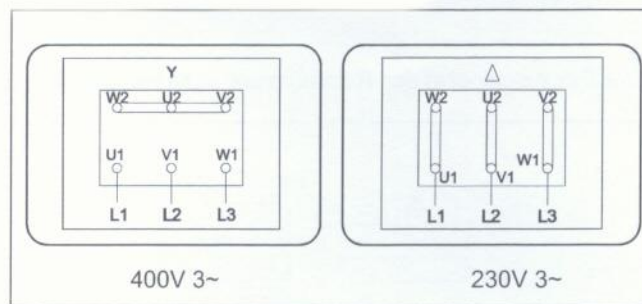 Y
W2 U2 V2
U1 V1 W1
L1 L2 L3
400V 3~
△
W2 U2 V2
U1 V1 W1
L1 L2 L3
230V 3~